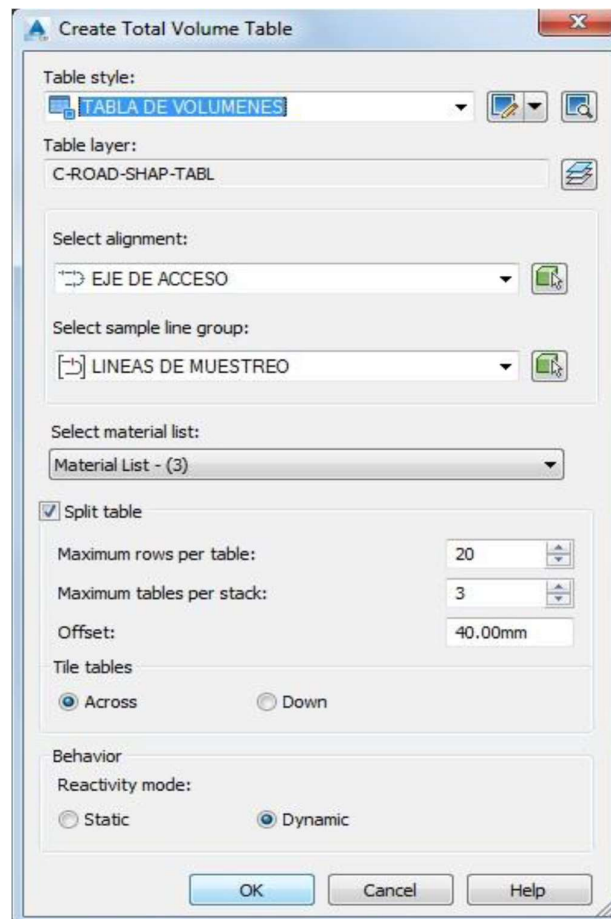 Create Total Volume Table
Table style:
TABLA DE VOLUMENES
Table layer:
C-ROAD-SHAP-TABL
Select alignment:
EJE DE ACCESO
Select sample line group:
LINEAS DE MUESTREO
Select material list:
Material List - (3)
Split table
Maximum rows per table: 20
Maximum tables per stack: 3
Offset: 40.00mm
Tile tables
Across Down
Behavior
Reactivity mode:
Static Dynamic
OK Cancel Help